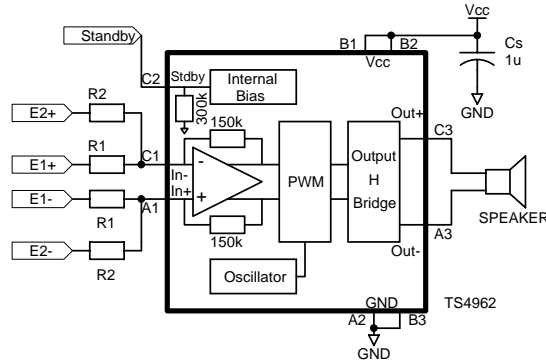 Vcc
Standby
B1
B2
Vcc
Cs
1u
GND
C2
Stdby
Internal
Bias
300k
E2+
R2
150k
Out+
C3
E1+
R1
C1
In-
-
In+
+
PWM
Output
H
Bridge
E1-
R1
A1
SPEAKER
150k
A3
Out-
E2-
R2
Oscillator
GND
TS4962
A2
B3
GND